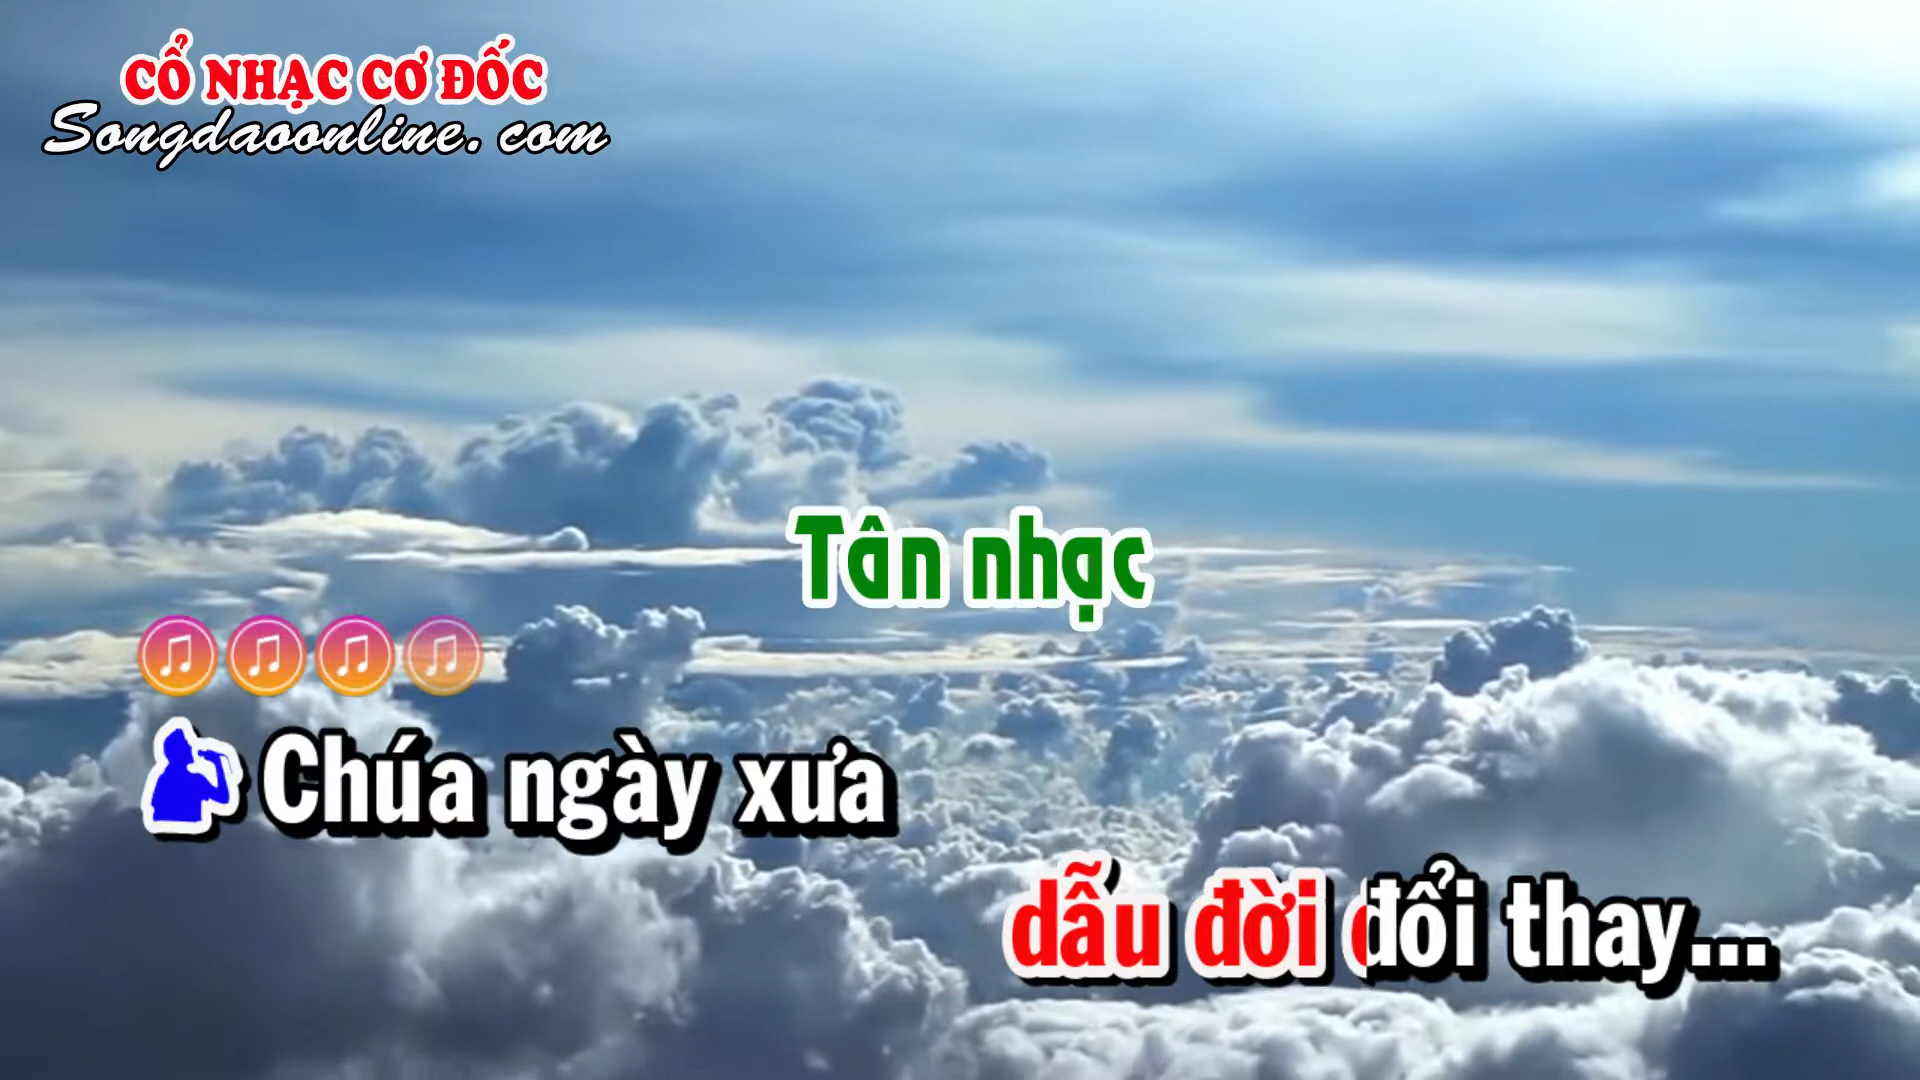 CỔ NHẠC CƠ ĐỐC
Songdaoonline.com
Tân nhạc
Chúa ngày xưa
dẫu đời đổi thay...